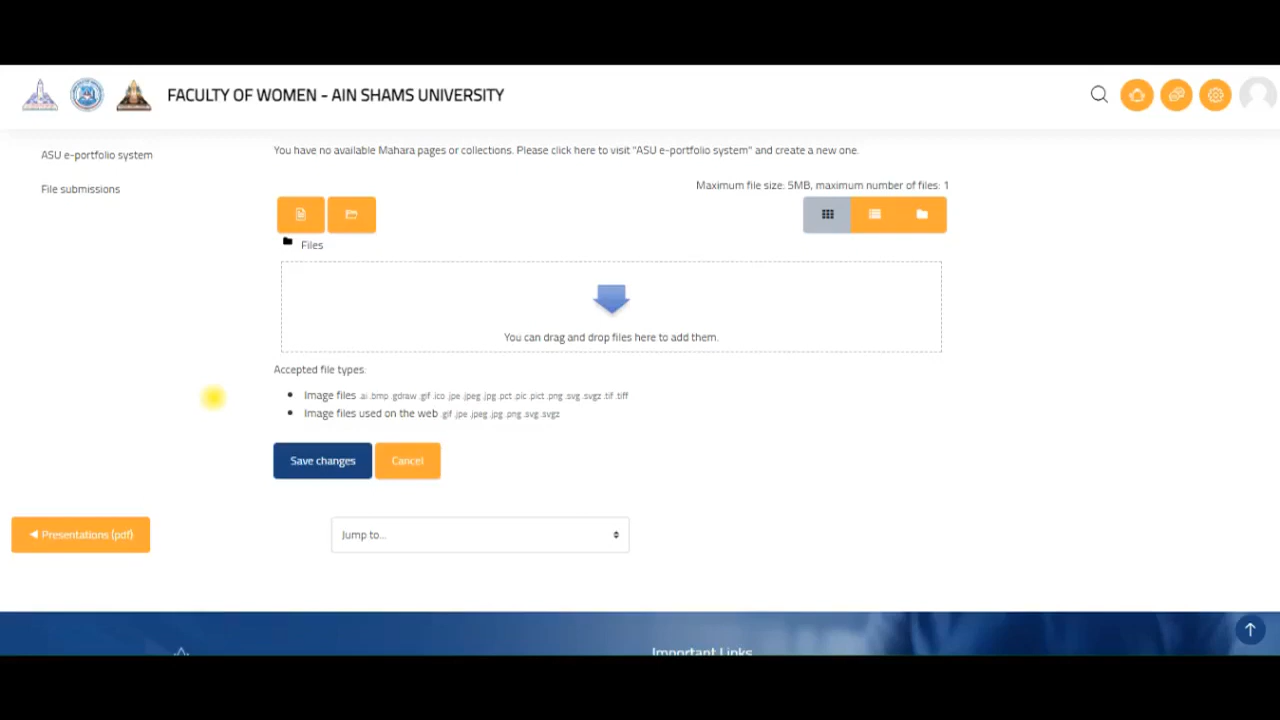 FACULTY OF WOMEN - AIN SHAMS UNIVERSITY
ASU e-portfolio system
You have no available Mahara pages or collections. Please click here to visit "ASU e-portfolio system" and create a new one.
File submissions
Maximum file size: 5MB, maximum number of files: 1
Files
You can drag and drop files here to add them.
Accepted file types:
Image files .ai .bmp .gdraw .gif .ico .jpe .jpeg .jpg .pct .pic .pict .png .svg .svgz .tif .tiff
Image files used on the web .gif .jpe .jpeg .jpg .png .svg .svgz
Save changes
Cancel
◀ Presentations (pdf)
Jump to...
Important Links